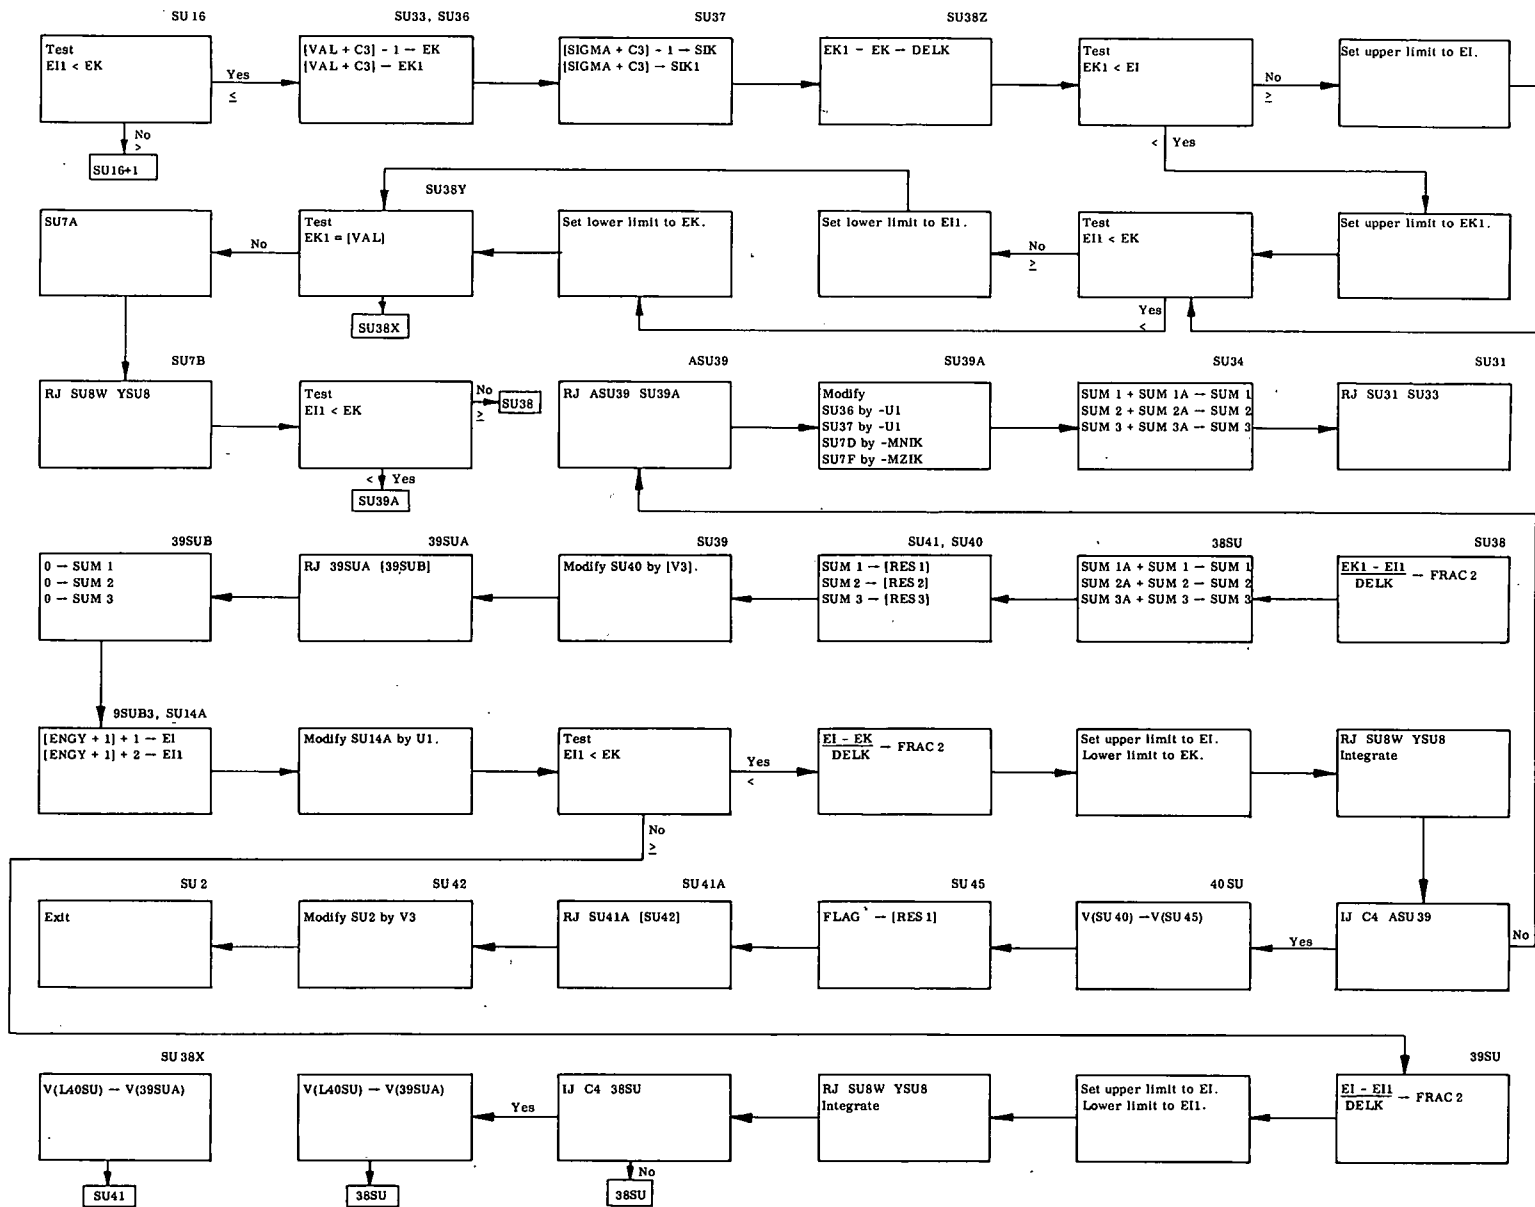 SU 16
SU33, SU36
SU37
SU38Z
Test
EI1 < EK
Yes
≤
[VAL + C3] - 1 → EK
[VAL + C3] → EK1
[SIGMA + C3] - 1 → SIK
[SIGMA + C3] → SIK1
EK1 - EK → DELK
Test
EK1 < EI
No
≥
Set upper limit to EI.
No
>
SU16+1
< Yes
SU38Y
SU7A
No
Test
EK1 = [VAL]
Set lower limit to EK.
Set lower limit to EI1.
No
≥
Test
EI1 < EK
Set upper limit to EK1.
SU38X
Yes
<
SU7B
ASU39
SU39A
SU34
SU31
RJ SU8W YSU8
Test
EI1 < EK
No
≥
SU38
RJ ASU39 SU39A
Modify
SU36 by -U1
SU37 by -U1
SU7D by -MNIK
SU7F by -MZIK
SUM 1 + SUM 1A → SUM 1
SUM 2 + SUM 2A → SUM 2
SUM 3 + SUM 3A → SUM 3
RJ SU31 SU33
< Yes
SU39A
39SUB
39SUA
SU39
SU41, SU40
38SU
SU38
0 → SUM 1
0 → SUM 2
0 → SUM 3
RJ 39SUA [39SUB]
Modify SU40 by [V3].
SUM 1 → [RES 1]
SUM 2 → [RES 2]
SUM 3 → [RES 3]
SUM 1A + SUM 1 → SUM 1
SUM 2A + SUM 2 → SUM 2
SUM 3A + SUM 3 → SUM 3
EK1 - EI1
DELK → FRAC 2
9SUB3, SU14A
[ENGY + 1] + 1 → EI
[ENGY + 1] + 2 → EI1
Modify SU14A by U1.
Test
EI1 < EK
Yes
<
EI - EK
DELK → FRAC 2
Set upper limit to EI.
Lower limit to EK.
RJ SU8W YSU8
Integrate
No
≥
SU 2
SU 42
SU 41A
SU 45
40 SU
Exit
Modify SU2 by V3
RJ SU41A [SU42]
FLAG → [RES 1]
V(SU 40) → V(SU 45)
Yes
IJ C4 ASU 39
No
SU 38X
39SU
V(L40SU) → V(39SUA)
V(L40SU) → V(39SUA)
Yes
IJ C4 38SU
RJ SU8W YSU8
Integrate
Set upper limit to EI.
Lower limit to EI1.
EI - EI1
DELK → FRAC 2
SU41
38SU
No
38SU